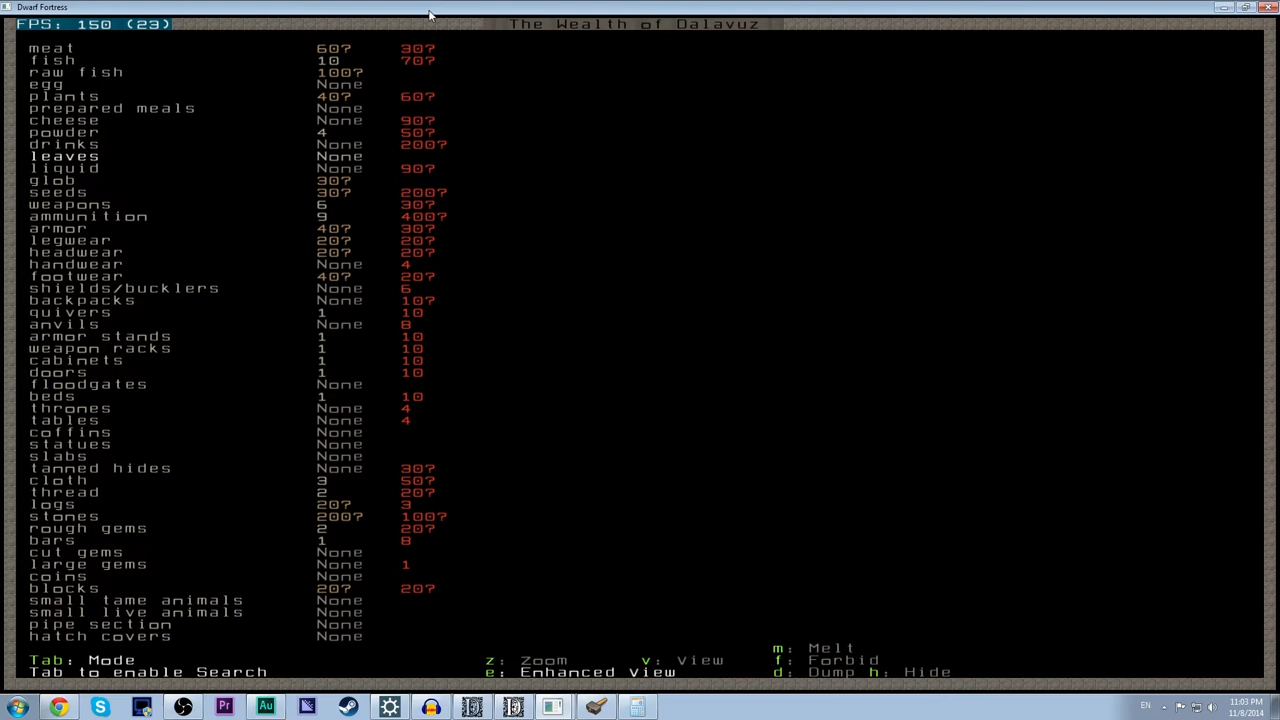 Dwarf Fortress
FPS: 150 (23) The Wealth of Dalavuz
meat 60? 30?
fish 10 70?
raw fish 100?
egg None
plants 40? 60?
prepared meals None
cheese None 90?
powder 4 50?
drinks None 200?
leaves None
liquid None 90?
glob 30?
seeds 30? 200?
weapons 6 30?
ammunition 9 400?
armor 40? 30?
legwear 20? 20?
headwear 20? 20?
handwear None 4
footwear 40? 20?
shields/bucklers None 6
backpacks None 10?
quivers 1 10
anvils None 8
armor stands 1 10
weapon racks 1 10
cabinets 1 10
doors 1 10
floodgates None
beds 1 10
thrones None 4
tables None 4
coffins None
statues None
slabs None
tanned hides None 30?
cloth 3 50?
thread 2 20?
logs 20? 3
stones 200? 100?
rough gems 2 20?
bars 1 8
cut gems None
large gems None 1
coins None
blocks 20? 20?
small tame animals None
small live animals None
pipe section None
hatch covers None
m: Melt
Tab: Mode z: Zoom v: View f: Forbid
Tab to enable Search e: Enhanced View d: Dump h: Hide
Pr Au EN 11:03 PM
11/8/2014